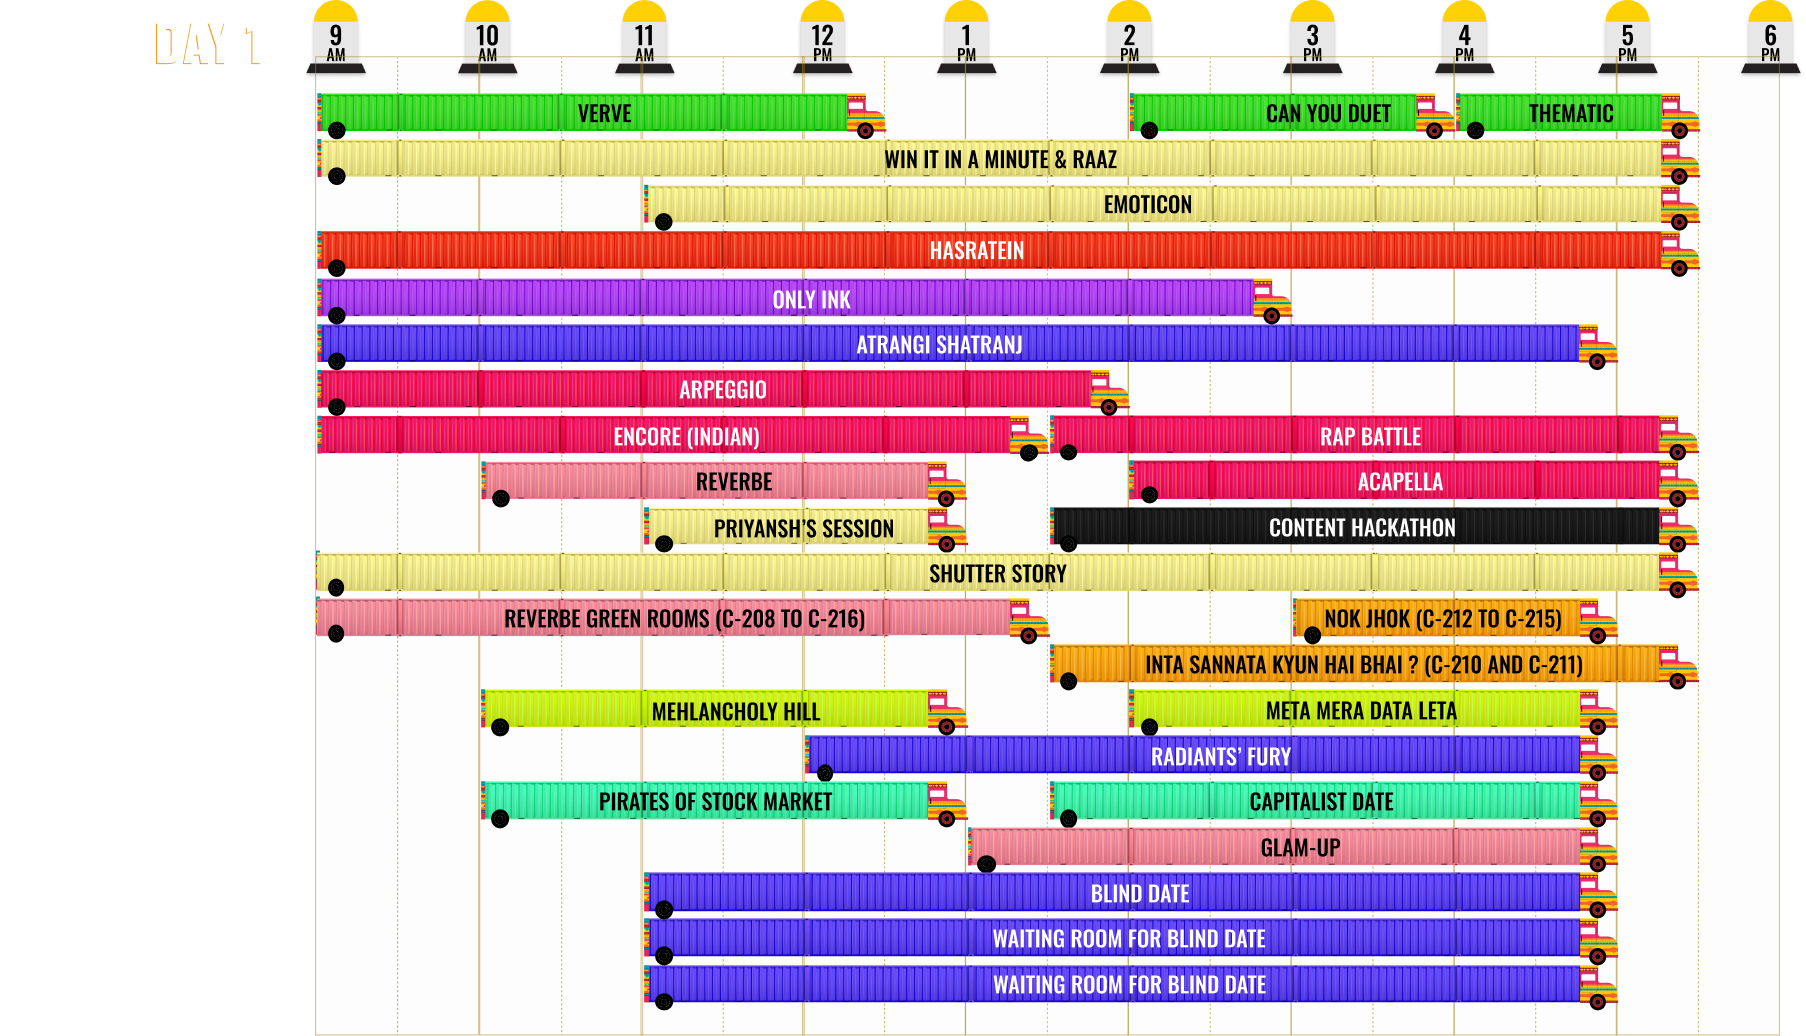 DAY 1
9 AM
10 AM
11 AM
12 PM
1 PM
2 PM
3 PM
4 PM
5 PM
6 PM
VERVE
CAN YOU DUET
THEMATIC
WIN IT IN A MINUTE & RAAZ
EMOTICON
HASRATEIN
ONLY INK
ATRANGI SHATRANJ
ARPEGGIO
ENCORE (INDIAN)
RAP BATTLE
REVERBE
ACAPELLA
PRIYANSH'S SESSION
CONTENT HACKATHON
SHUTTER STORY
REVERBE GREEN ROOMS (C-208 TO C-216)
NOK JHOK (C-212 TO C-215)
INTA SANNATA KYUN HAI BHAI ? (C-210 AND C-211)
MEHLANCHOLY HILL
META MERA DATA LETA
RADIANTS' FURY
PIRATES OF STOCK MARKET
CAPITALIST DATE
GLAM-UP
BLIND DATE
WAITING ROOM FOR BLIND DATE
WAITING ROOM FOR BLIND DATE